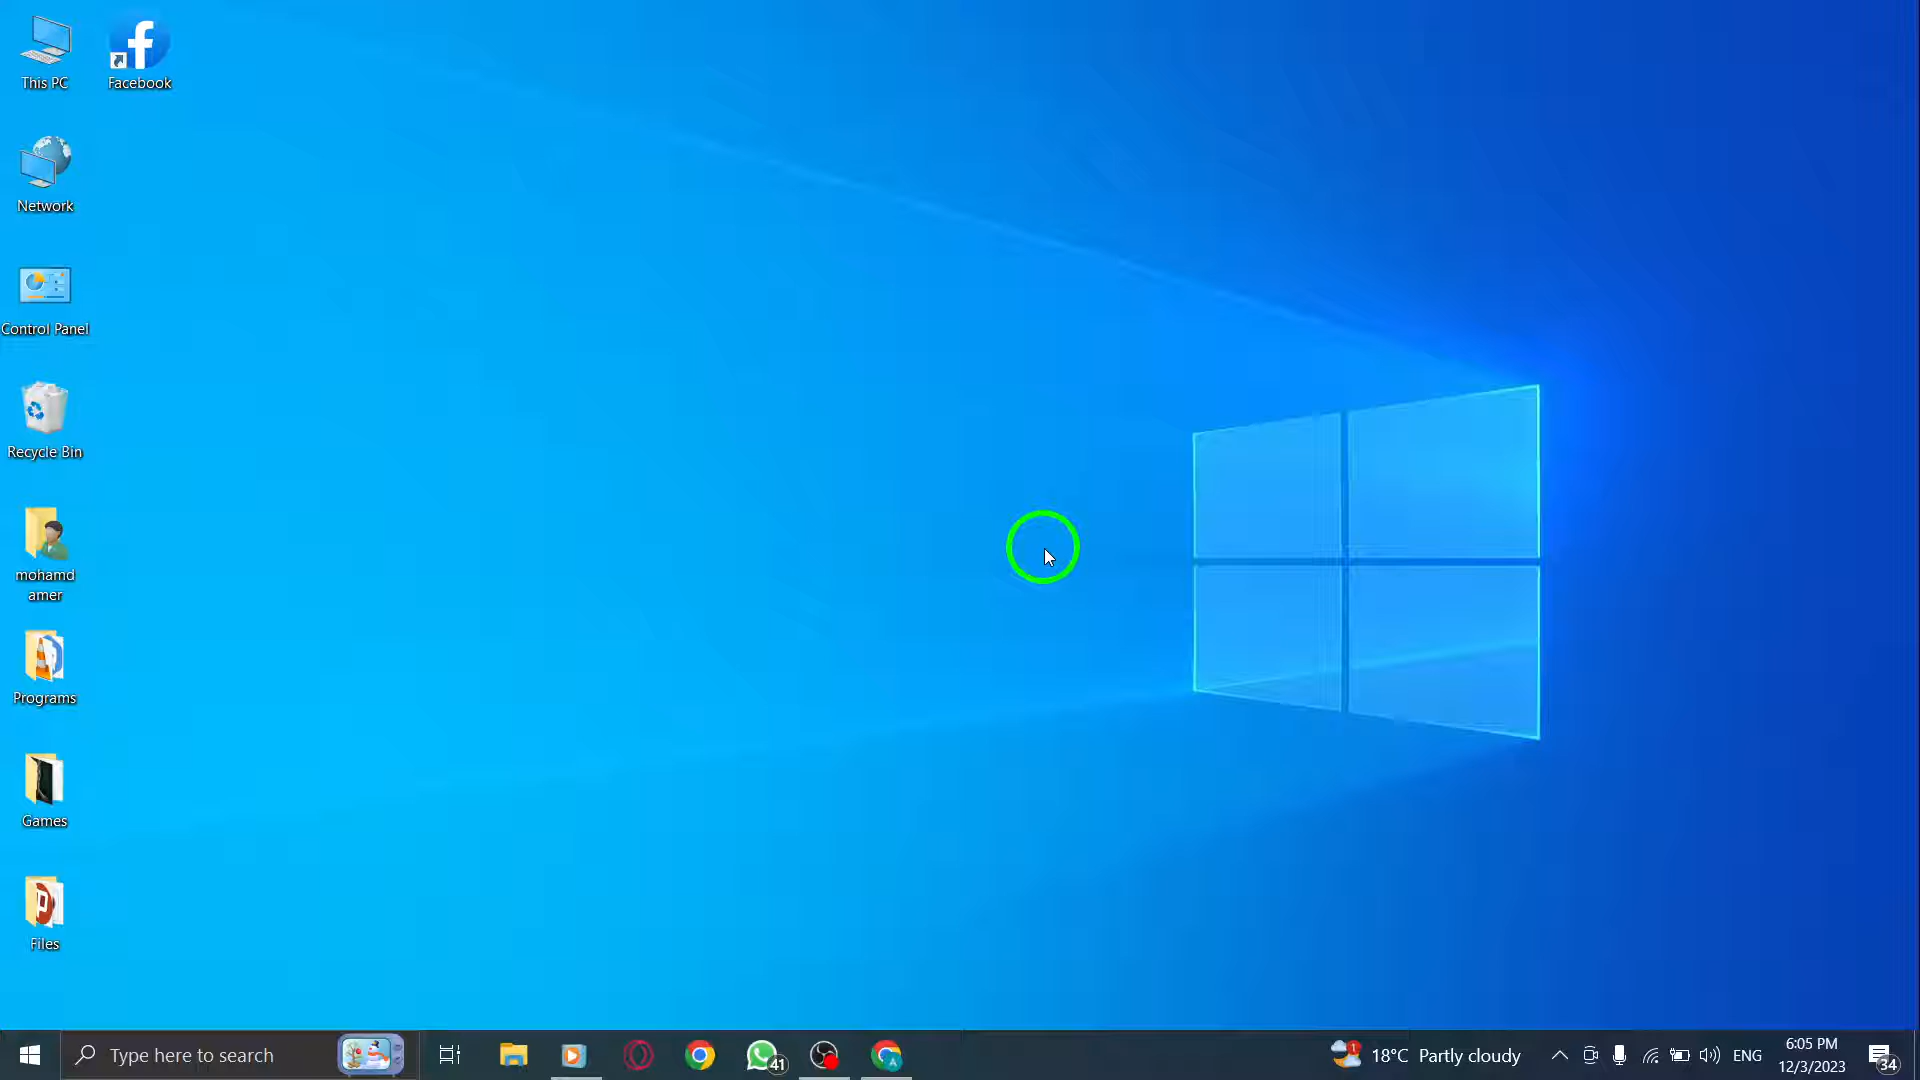 This PC
Facebook
Network
Control Panel
Recycle Bin
mohamd
amer
Programs
Games
Files
Type here to search
41
1
18°C Partly cloudy
ENG
6:05 PM
12/3/2023
34